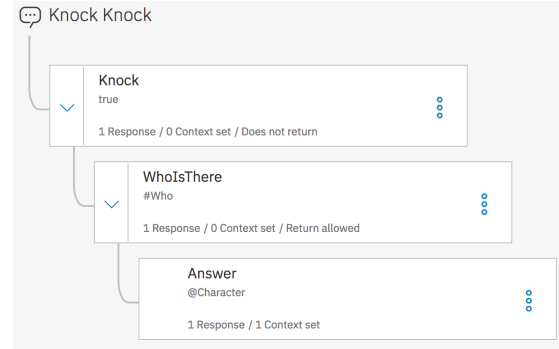 Knock Knock
Knock
true
1 Response / 0 Context set / Does not return
WhoIsThere
#Who
1 Response / 0 Context set / Return allowed
Answer
@Character
1 Response / 1 Context set